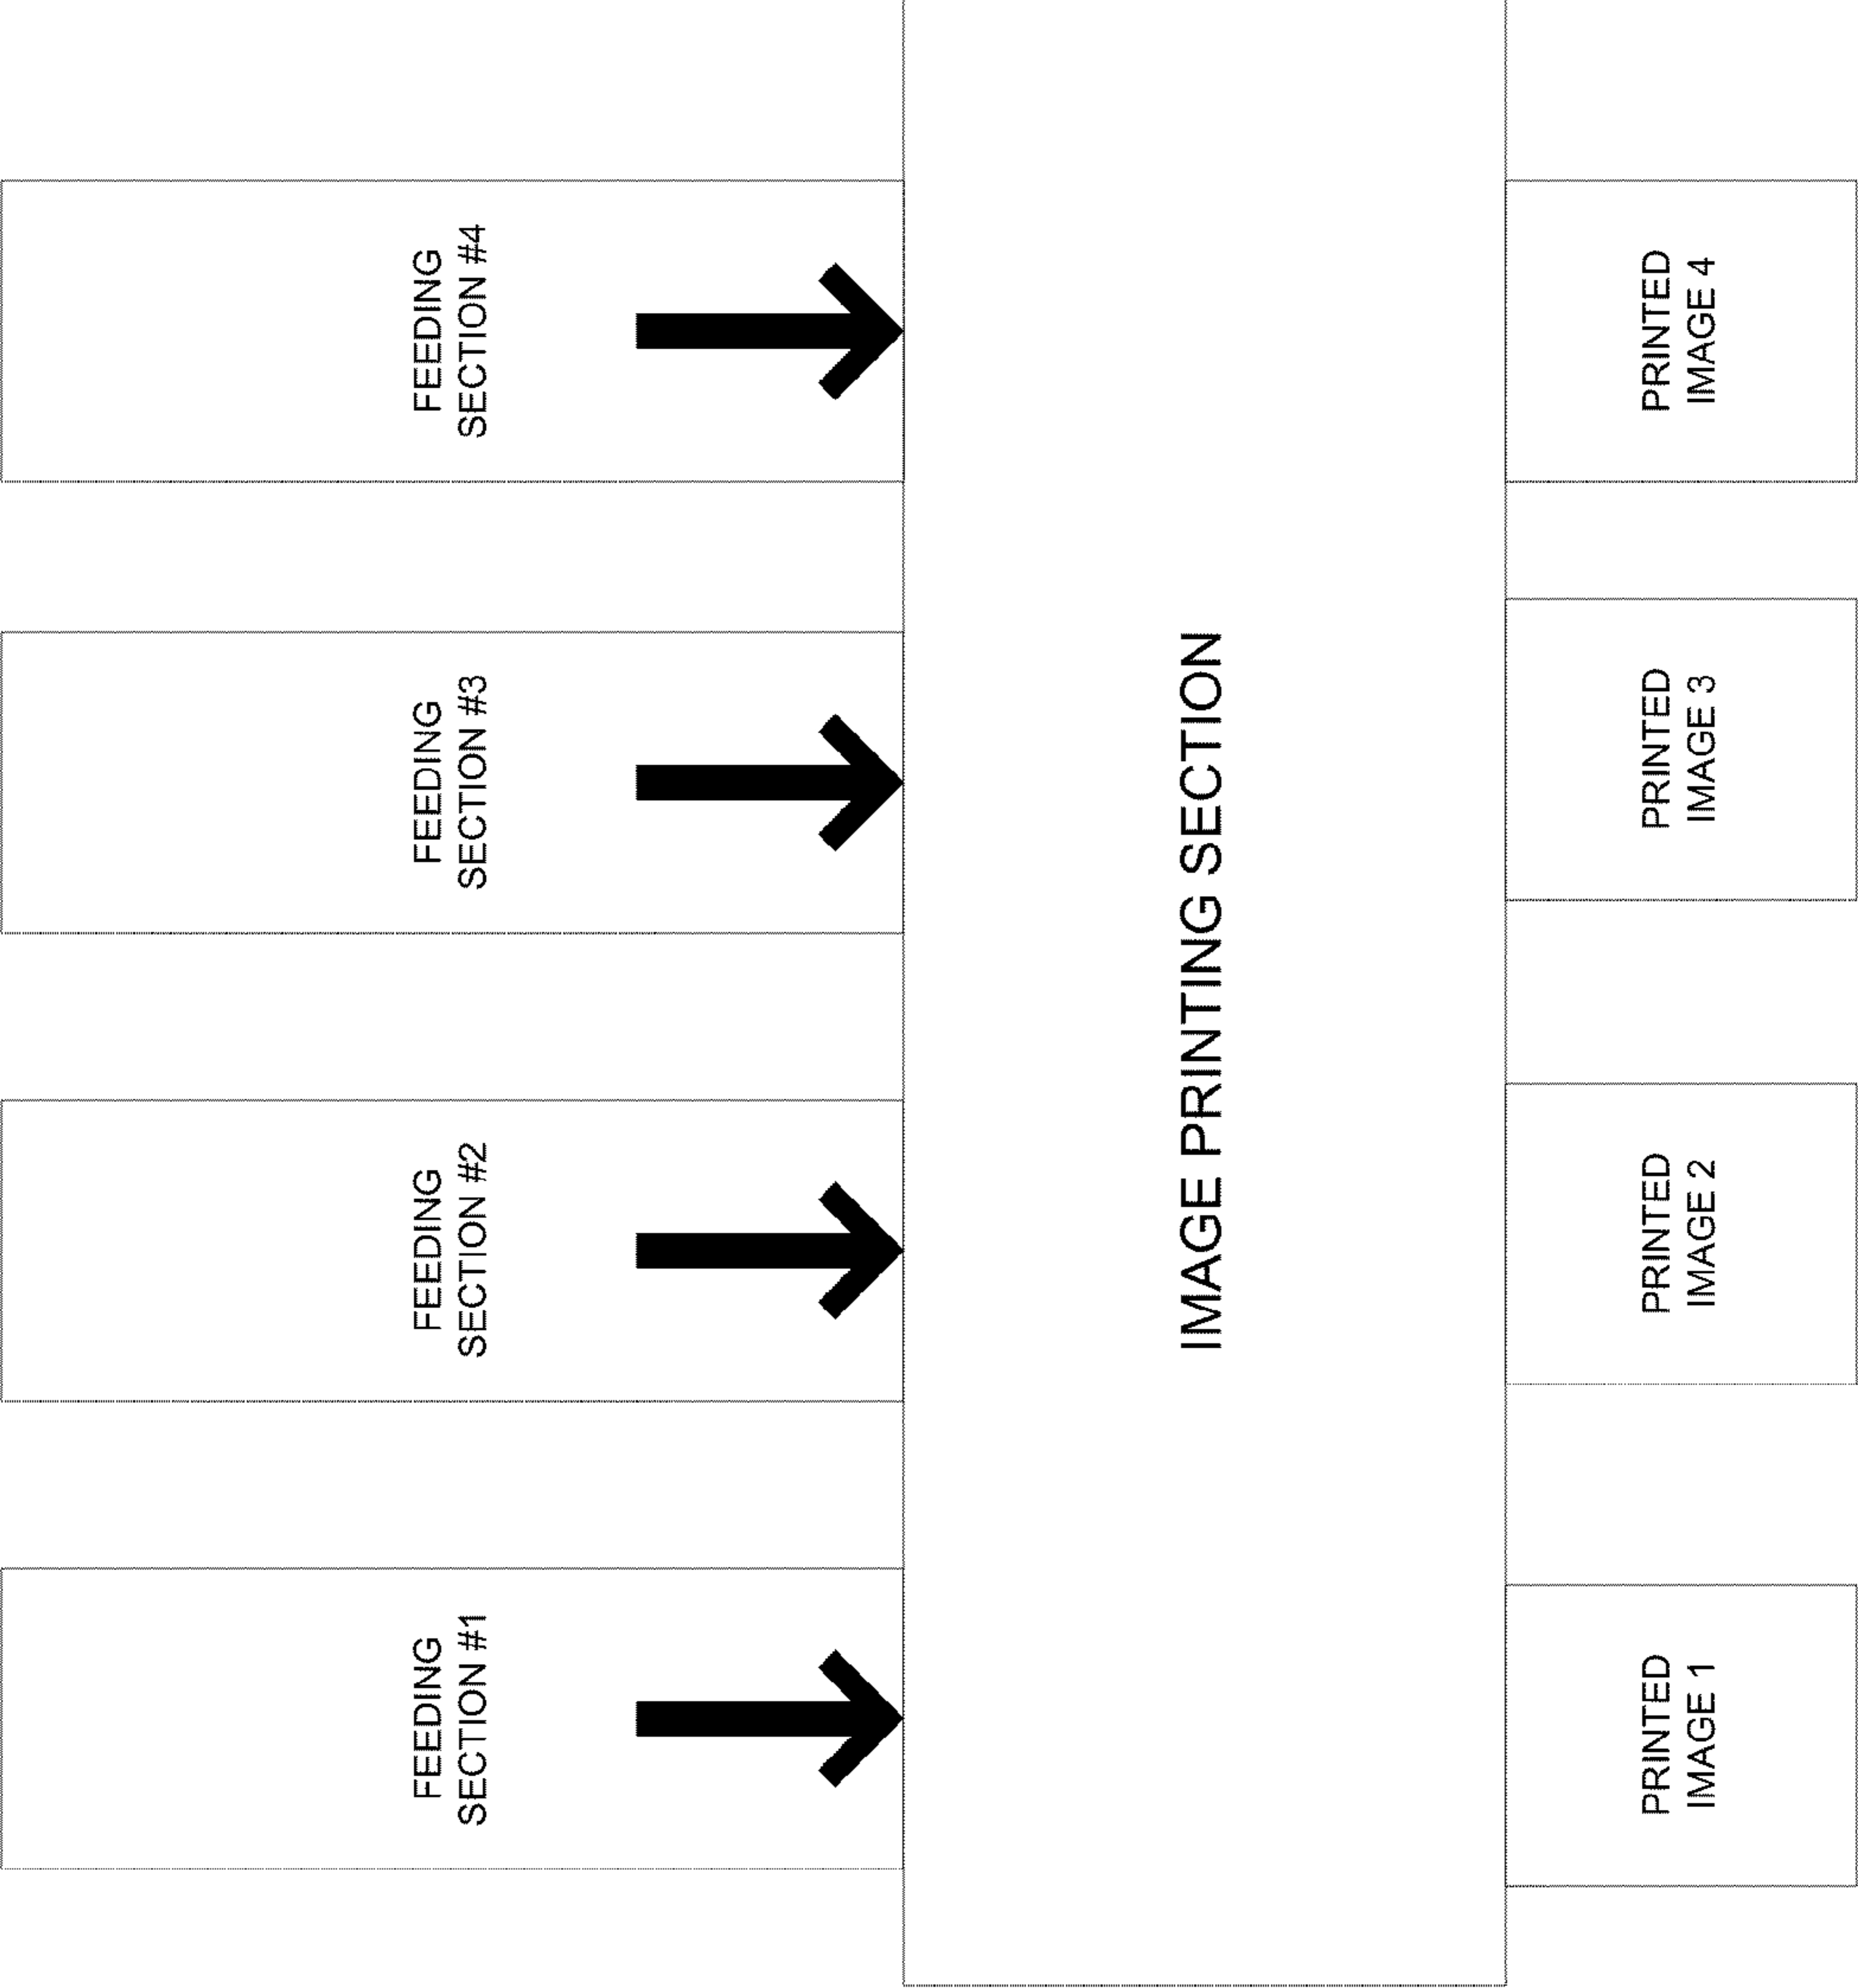 FEEDING
SECTION #1
FEEDING
SECTION #2
FEEDING
SECTION #3
FEEDING
SECTION #4
IMAGE PRINTING SECTION
PRINTED
IMAGE 1
PRINTED
IMAGE 2
PRINTED
IMAGE 3
PRINTED
IMAGE 4